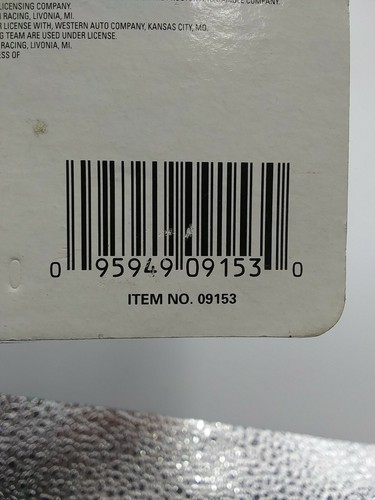 LICENSING COMPANY.
RACING, LIVONIA, MI.
LICENSE WITH, WESTERN AUTO COMPANY, KANSAS CITY, MO.
TEAM ARE USED UNDER LICENSE.
RACING, LIVONIA, MI.
OF
0 95949 09153 0
ITEM NO. 09153